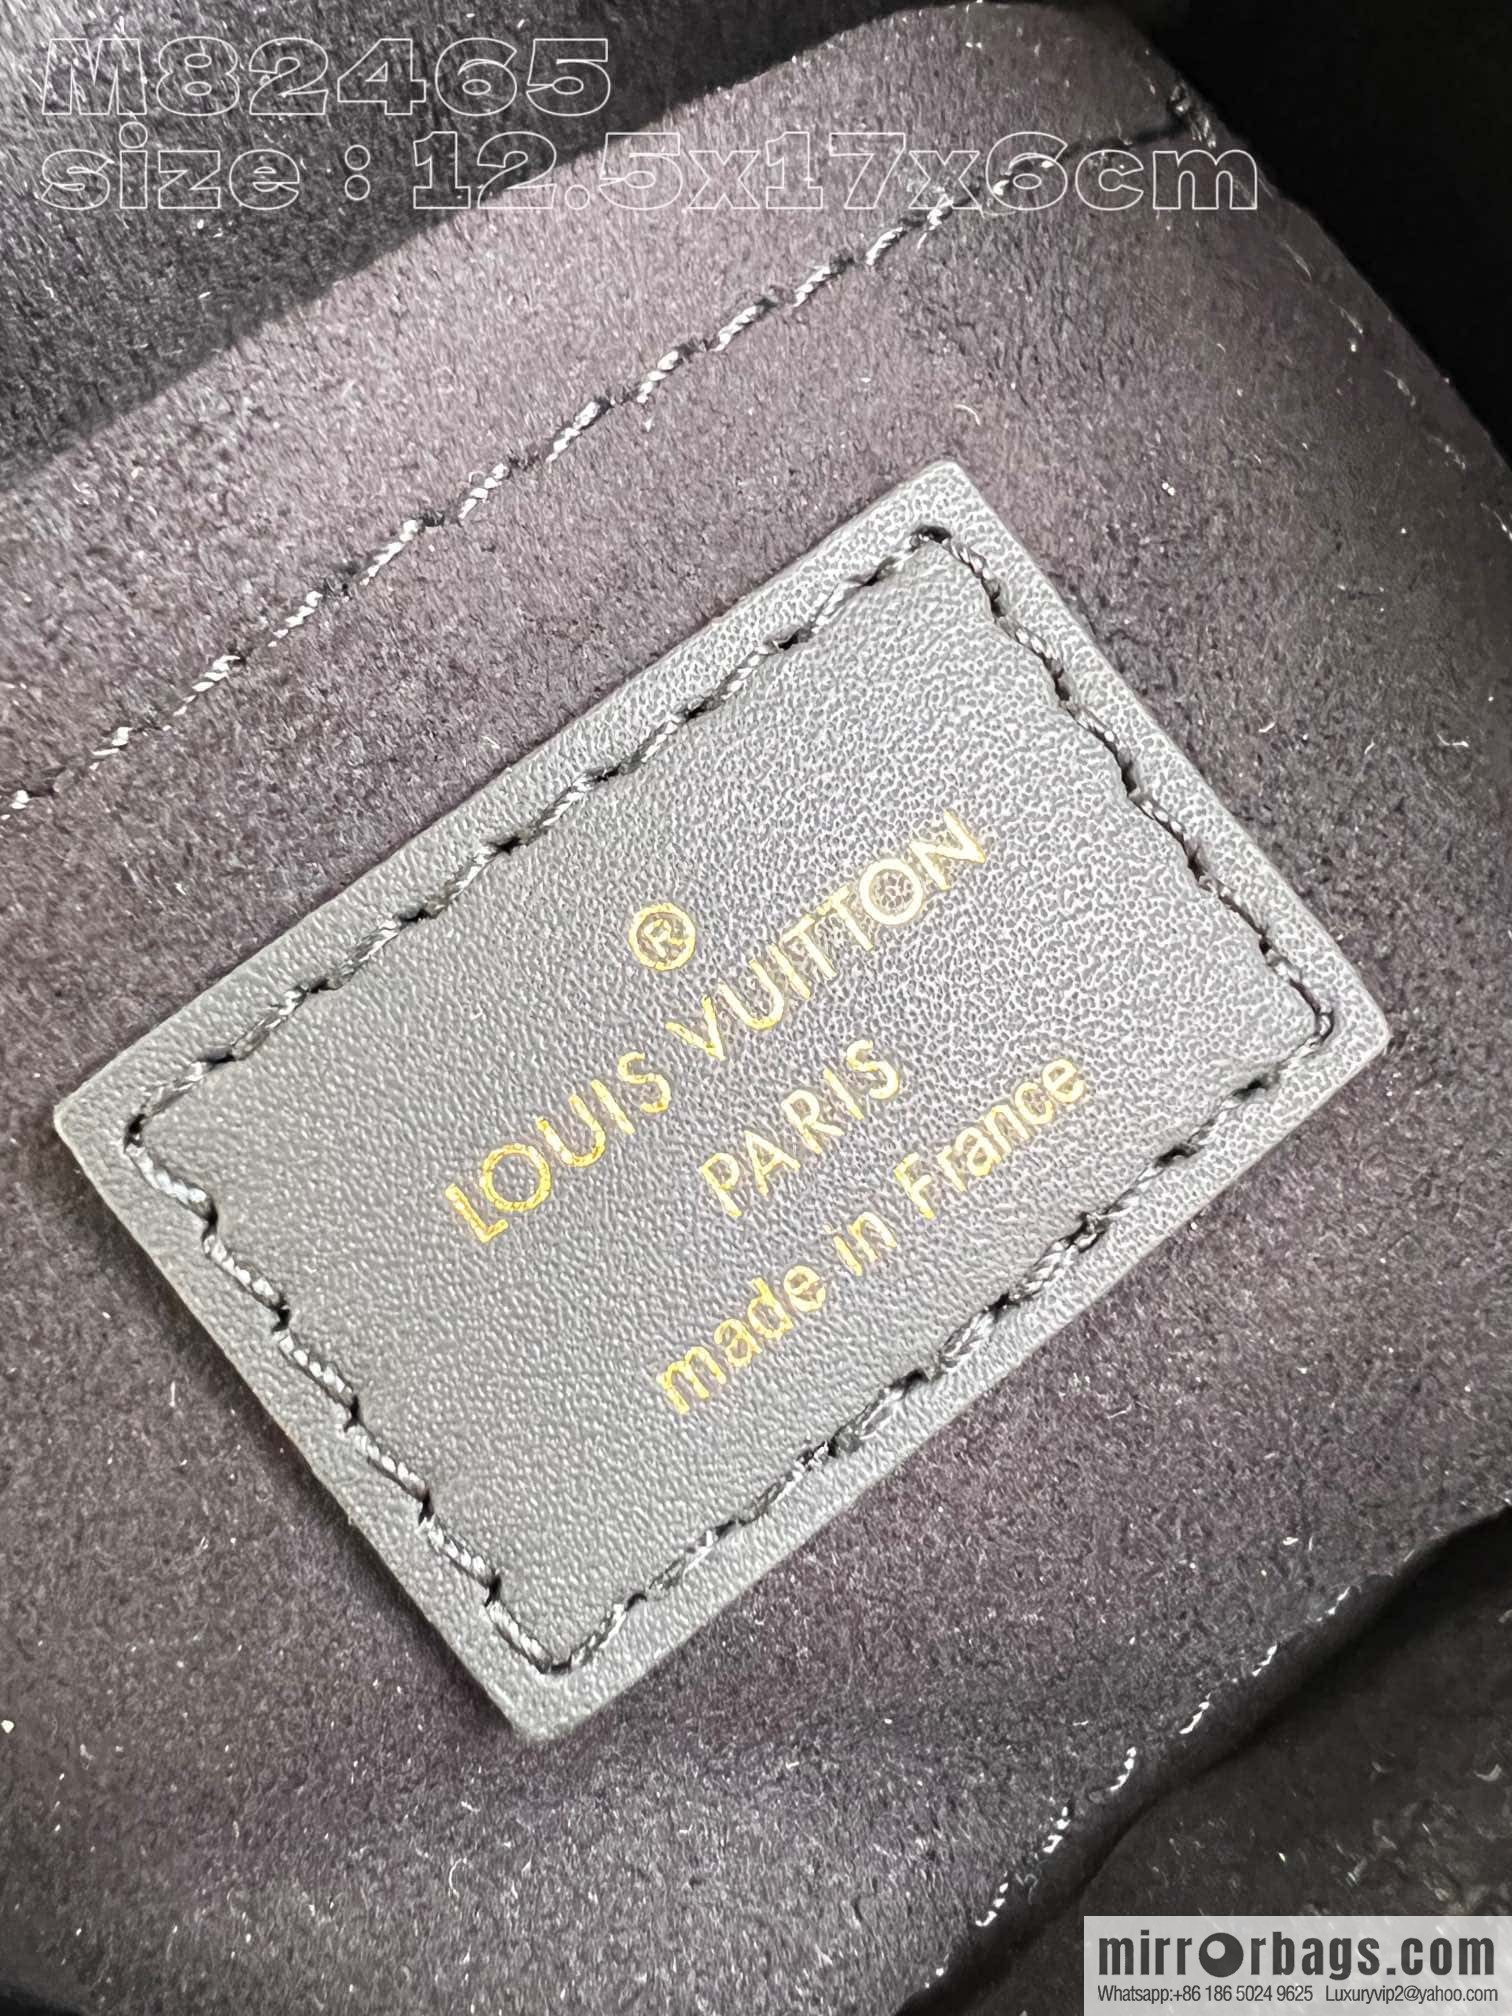 M82465
size：12.5x17x6cm
®
LOUIS VUITTON
PARIS
made in France
mirrorbags.com
Whatsapp:+86 186 5024 9625 Luxuryvip2@yahoo.com